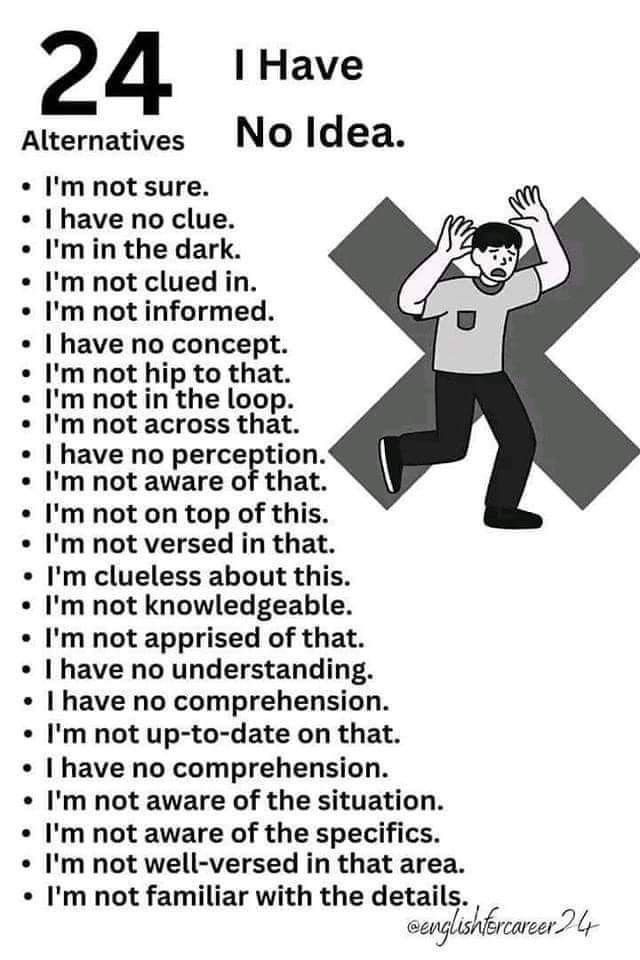 24
Alternatives
I Have
No Idea.
• I'm not sure.
• I have no clue.
• I'm in the dark.
• I'm not clued in.
• I'm not informed.
• I have no concept.
• I'm not hip to that.
• I'm not in the loop.
• I'm not across that.
• I have no perception.
• I'm not aware of that.
• I'm not on top of this.
• I'm not versed in that.
• I'm clueless about this.
• I'm not knowledgeable.
• I'm not apprised of that.
• I have no understanding.
• I have no comprehension.
• I'm not up-to-date on that.
• I have no comprehension.
• I'm not aware of the situation.
• I'm not aware of the specifics.
• I'm not well-versed in that area.
• I'm not familiar with the details.
@englishforcareer24